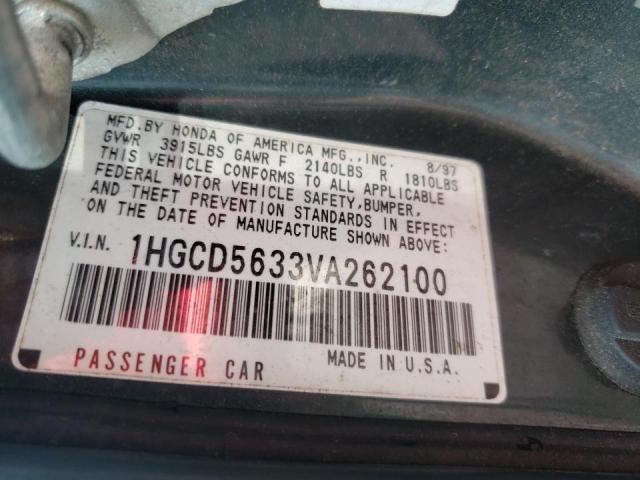 MFD.BY HONDA OF AMERICA MFG.,INC. 8/97
GVWR 3915LBS GAWR F 2140LBS R 1810LBS
THIS VEHICLE CONFORMS TO ALL APPLICABLE
FEDERAL MOTOR VEHICLE SAFETY,BUMPER,
AND THEFT PREVENTION STANDARDS IN EFFECT
ON THE DATE OF MANUFACTURE SHOWN ABOVE:
V.I.N. 1HGCD5633VA262100
PASSENGER CAR MADE IN U.S.A.